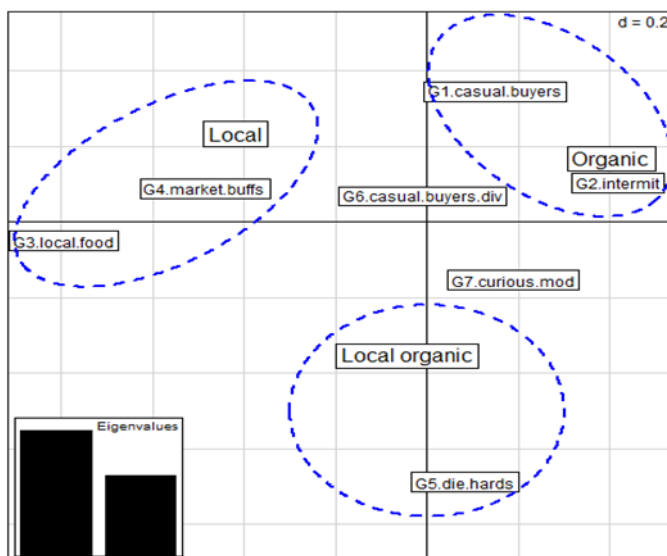 d = 0.2
G1.casual.buyers
Local
Organic
G4.market.buffs
G2.intermit
G6.casual.buyers.div
G3.local.food
G7.curious.mod
Local organic
Eigenvalues
G5.die.hards